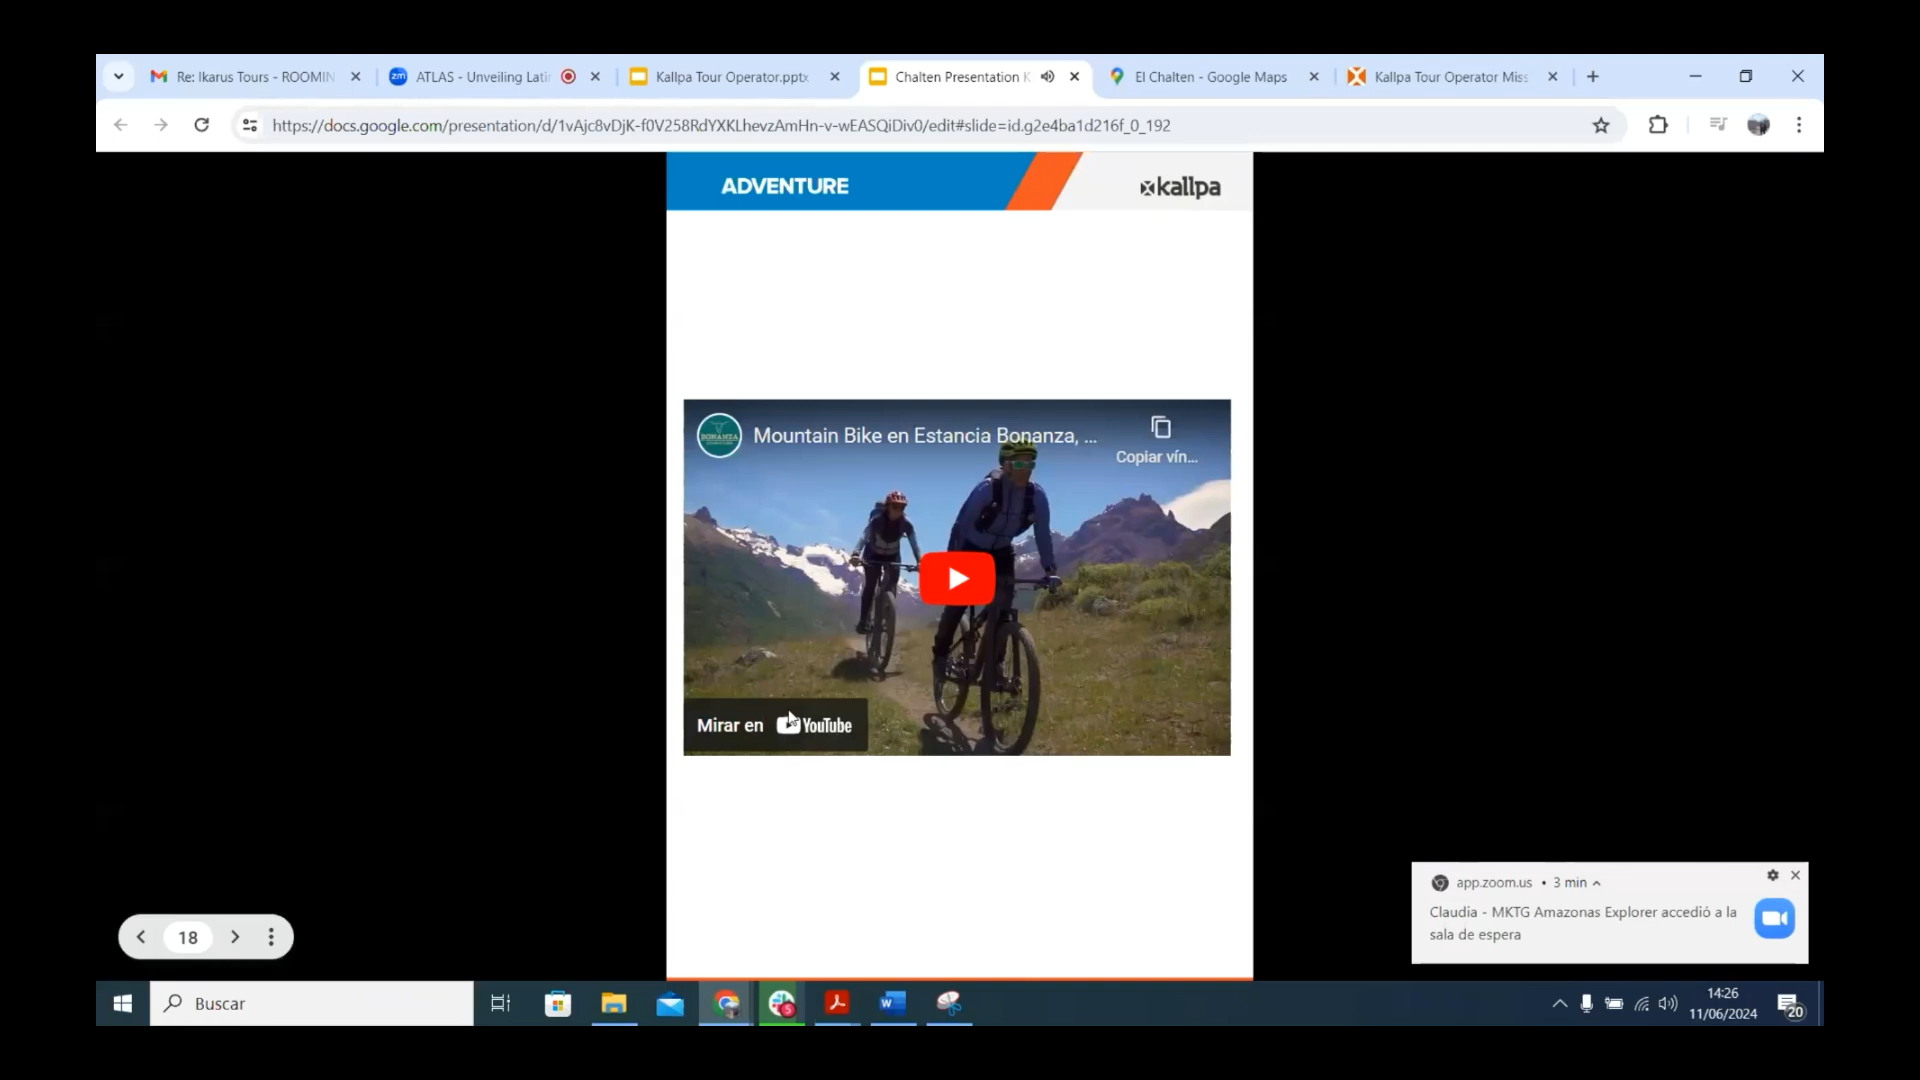 Re: Ikarus Tours - ROOMIN
ATLAS - Unveiling Lati
Kallpa Tour Operator.pptx
Chalten Presentation K
El Chalten - Google Maps
Kallpa Tour Operator Miss
https://docs.google.com/presentation/d/1vAjc8vDjK-f0V258RdYXKLhevzAmHn-v-wEASQiDiv0/edit#slide=id.g2e4ba1d216f_0_192
ADVENTURE
kallpa
BONANZA
Mountain Bike en Estancia Bonanza, ...
Copiar vín...
Mirar en YouTube
18
app.zoom.us • 3 min
Claudia - MKTG Amazonas Explorer accedió a la
sala de espera
Buscar
14:26
11/06/2024
20